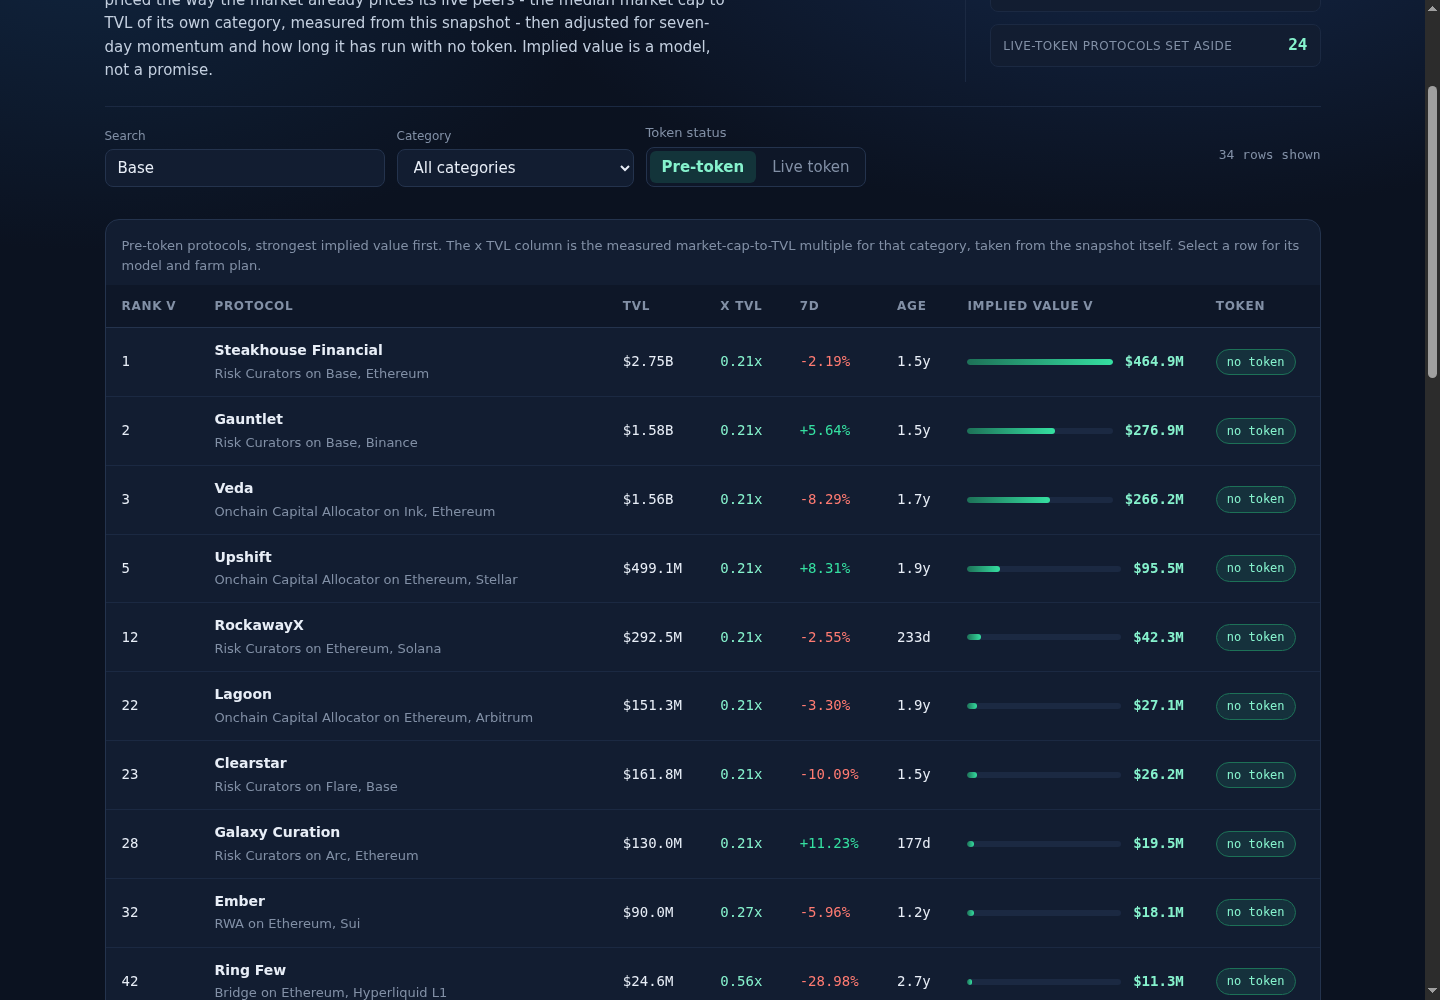 priced the way the market already prices its live peers - the median market cap to
TVL of its own category, measured from this snapshot - then adjusted for seven-
day momentum and how long it has run with no token. Implied value is a model,
not a promise.
LIVE-TOKEN PROTOCOLS SET ASIDE 24
Search
Category
Token status
Base
All categories
Pre-token Live token
34 rows shown
Pre-token protocols, strongest implied value first. The x TVL column is the measured market-cap-to-TVL multiple for that category, taken from the snapshot itself. Select a row for its
model and farm plan.
RANK V PROTOCOL TVL X TVL 7D AGE IMPLIED VALUE V TOKEN
1 Steakhouse Financial $2.75B 0.21x -2.19% 1.5y $464.9M no token
Risk Curators on Base, Ethereum
2 Gauntlet $1.58B 0.21x +5.64% 1.5y $276.9M no token
Risk Curators on Base, Binance
3 Veda $1.56B 0.21x -8.29% 1.7y $266.2M no token
Onchain Capital Allocator on Ink, Ethereum
5 Upshift $499.1M 0.21x +8.31% 1.9y $95.5M no token
Onchain Capital Allocator on Ethereum, Stellar
12 RockawayX $292.5M 0.21x -2.55% 233d $42.3M no token
Risk Curators on Ethereum, Solana
22 Lagoon $151.3M 0.21x -3.30% 1.9y $27.1M no token
Onchain Capital Allocator on Ethereum, Arbitrum
23 Clearstar $161.8M 0.21x -10.09% 1.5y $26.2M no token
Risk Curators on Flare, Base
28 Galaxy Curation $130.0M 0.21x +11.23% 177d $19.5M no token
Risk Curators on Arc, Ethereum
32 Ember $90.0M 0.27x -5.96% 1.2y $18.1M no token
RWA on Ethereum, Sui
42 Ring Few $24.6M 0.56x -28.98% 2.7y $11.3M no token
Bridge on Ethereum, Hyperliquid L1